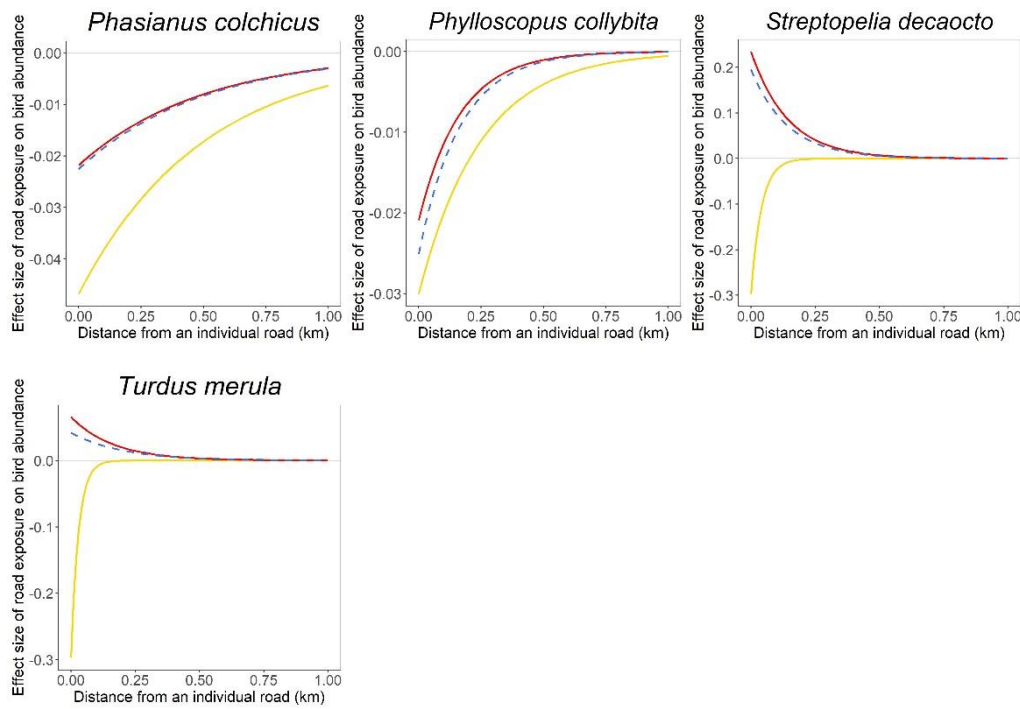 Phasianus colchicus
Effect size of road exposure on bird abundance
0.00
-0.01
-0.02
-0.03
-0.04
0.00 0.25 0.50 0.75 1.00
Distance from an individual road (km)
Phylloscopus collybita
Effect size of road exposure on bird abundance
0.00
-0.01
-0.02
-0.03
0.00 0.25 0.50 0.75 1.00
Distance from an individual road (km)
Streptopelia decaocto
Effect size of road exposure on bird abundance
0.2
0.1
0.0
-0.1
-0.2
-0.3
0.00 0.25 0.50 0.75 1.00
Distance from an individual road (km)
Turdus merula
Effect size of road exposure on bird abundance
0.0
-0.1
-0.2
-0.3
0.00 0.25 0.50 0.75 1.00
Distance from an individual road (km)